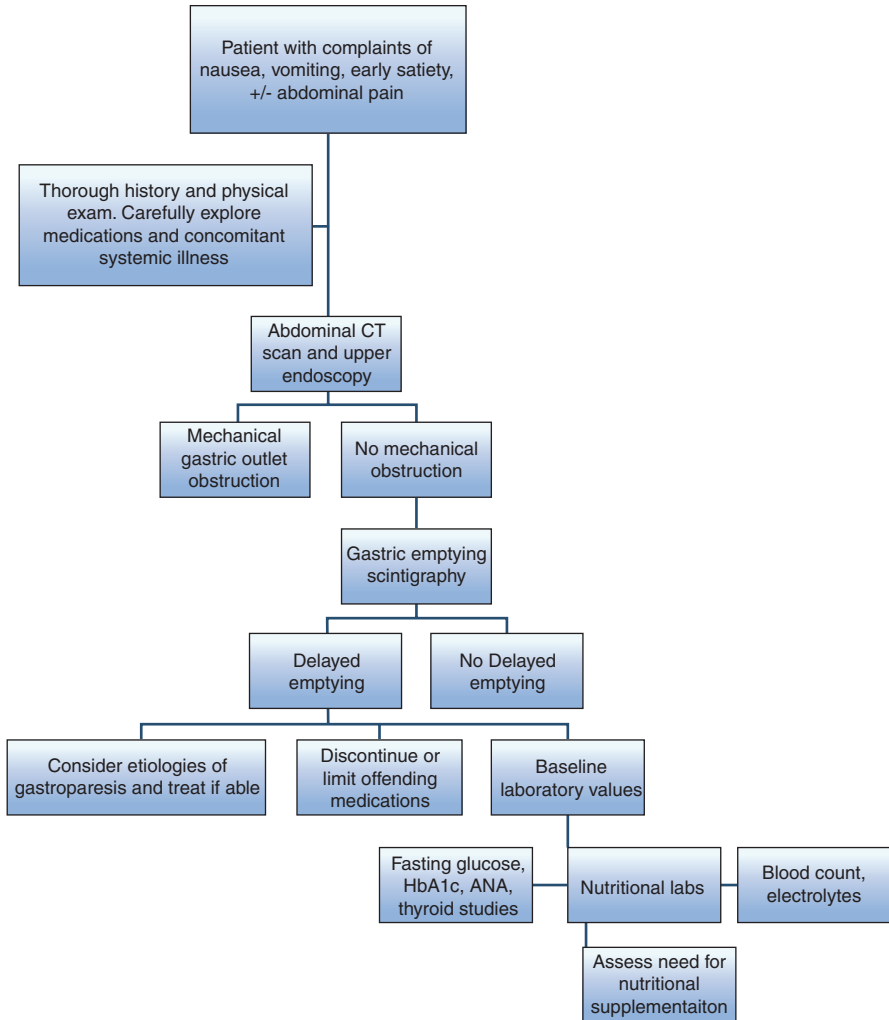 Patient with complaints of
nausea, vomiting, early satiety,
+/- abdominal pain
Thorough history and physical
exam. Carefully explore
medications and concomitant
systemic illness
Abdominal CT
scan and upper
endoscopy
Mechanical
gastric outlet
obstruction
No mechanical
obstruction
Gastric emptying
scintigraphy
Delayed
emptying
No Delayed
emptying
Consider etiologies of
gastroparesis and treat if able
Discontinue or
limit offending
medications
Baseline
laboratory values
Fasting glucose,
HbA1c, ANA,
thyroid studies
Nutritional labs
Blood count,
electrolytes
Assess need for
nutritional
supplementaiton